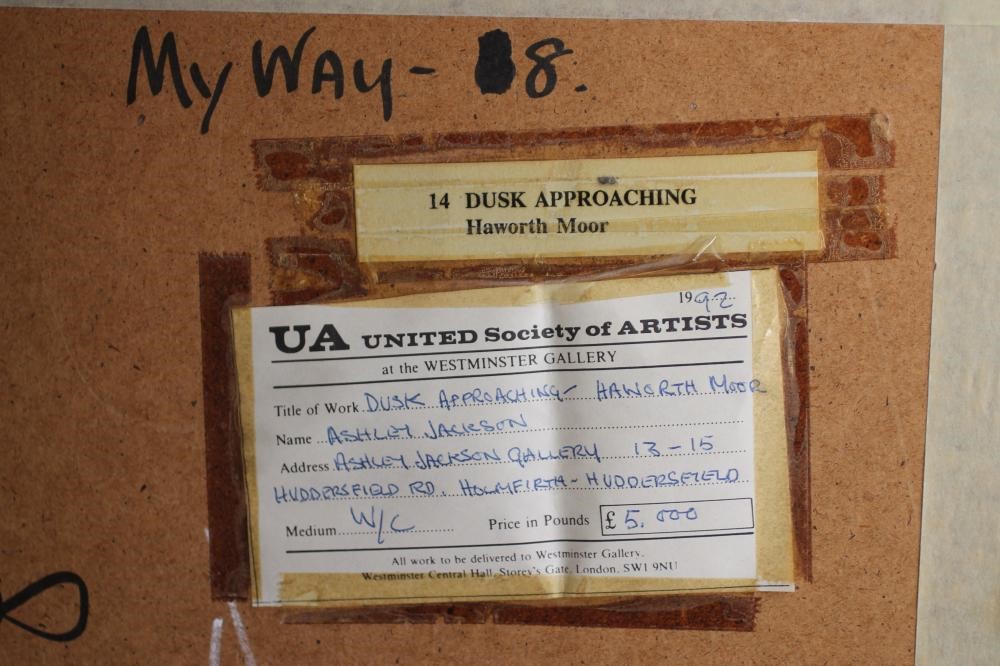 My Way - 8.
14 DUSK APPROACHING
Haworth Moor
1992
UA UNITED Society of ARTISTS
at the WESTMINSTER GALLERY
Title of Work DUSK APPROACHING - HAWORTH MOOR
Name ASHLEY JACKSON
Address ASHLEY JACKSON GALLERY 13-15
HUDDERSFIELD RD. HOLMFIRTH - HUDDERSFIELD
Medium W/C Price in Pounds £ 5.000
All work to be delivered to Westminster Gallery.
Westminster Central Hall, Storey's Gate, London. SW1 9NU